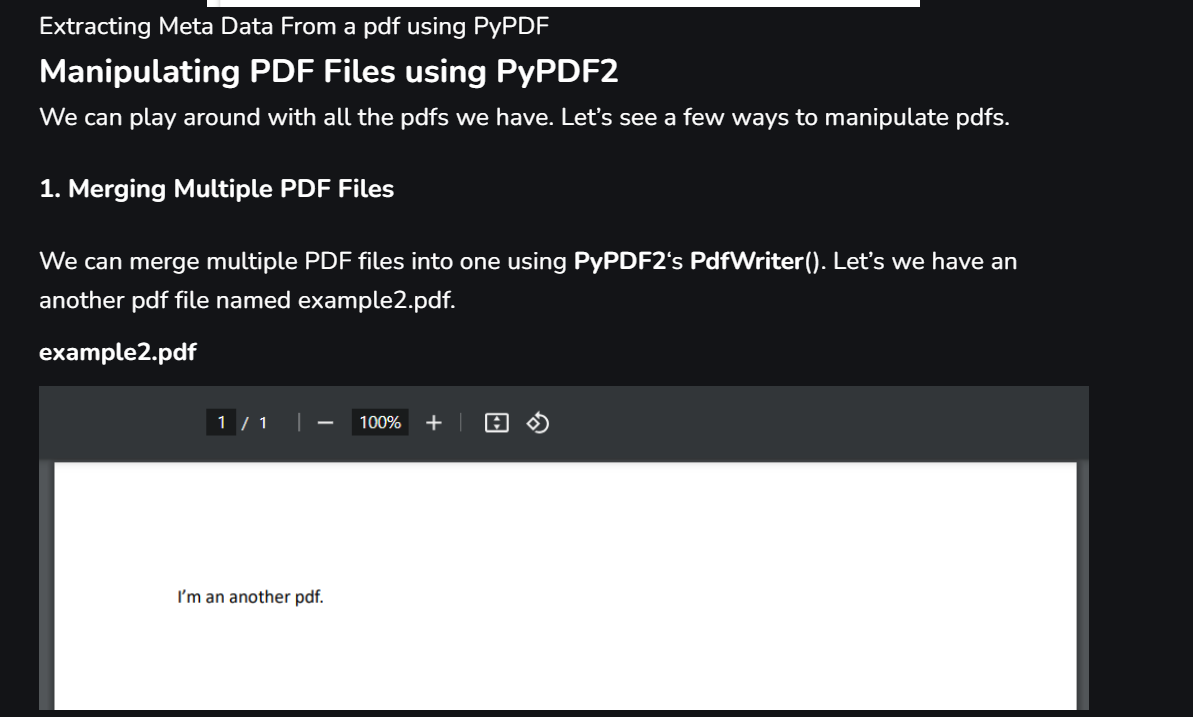 Extracting Meta Data From a pdf using PyPDF
Manipulating PDF Files using PyPDF2
We can play around with all the pdfs we have. Let’s see a few ways to manipulate pdfs.
1. Merging Multiple PDF Files
We can merge multiple PDF files into one using PyPDF2‘s PdfWriter(). Let’s we have an
another pdf file named example2.pdf.
example2.pdf
1 / 1 | − 100% + |
I’m an another pdf.